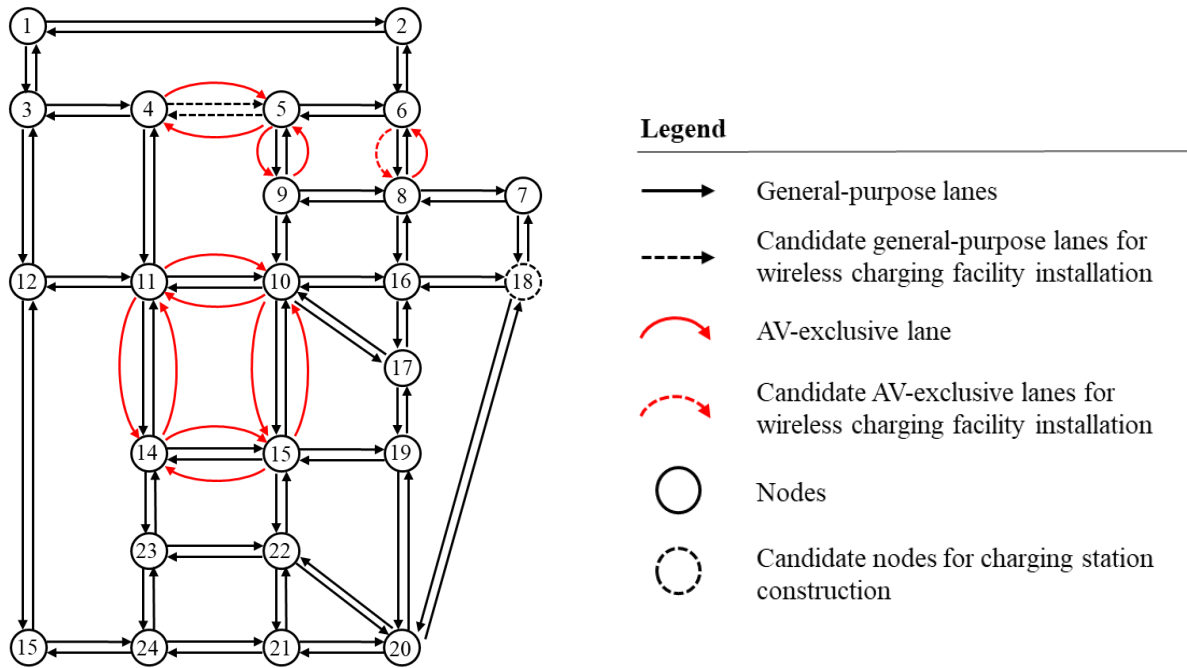 1
2
3
4
5
6
Legend
General-purpose lanes
9
8
7
Candidate general-purpose lanes for
wireless charging facility installation
12
11
10
16
18
AV-exclusive lane
17
Candidate AV-exclusive lanes for
wireless charging facility installation
14
15
19
Nodes
23
22
Candidate nodes for charging station
construction
15
24
21
20